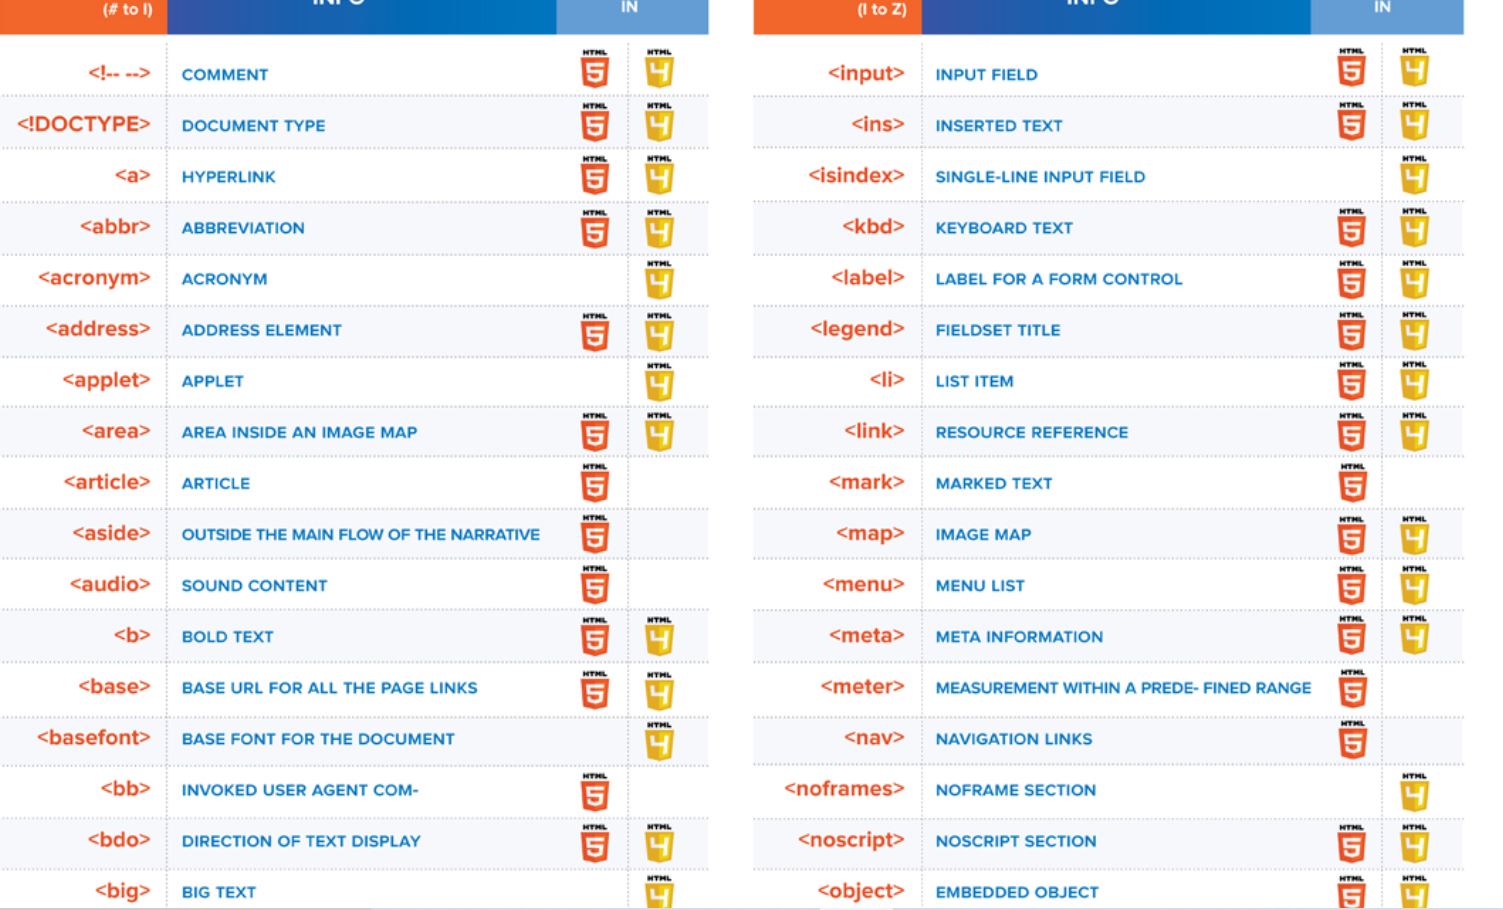 (# to I) INFO IN
<!-- --> COMMENT HTML 5 HTML 4
<!DOCTYPE> DOCUMENT TYPE HTML 5 HTML 4
<a> HYPERLINK HTML 5 HTML 4
<abbr> ABBREVIATION HTML 5 HTML 4
<acronym> ACRONYM HTML 4
<address> ADDRESS ELEMENT HTML 5 HTML 4
<applet> APPLET HTML 4
<area> AREA INSIDE AN IMAGE MAP HTML 5 HTML 4
<article> ARTICLE HTML 5
<aside> OUTSIDE THE MAIN FLOW OF THE NARRATIVE HTML 5
<audio> SOUND CONTENT HTML 5
<b> BOLD TEXT HTML 5 HTML 4
<base> BASE URL FOR ALL THE PAGE LINKS HTML 5 HTML 4
<basefont> BASE FONT FOR THE DOCUMENT HTML 4
<bb> INVOKED USER AGENT COM- HTML 5
<bdo> DIRECTION OF TEXT DISPLAY HTML 5 HTML 4
<big> BIG TEXT HTML 4
(I to Z) INFO IN
<input> INPUT FIELD HTML 5 HTML 4
<ins> INSERTED TEXT HTML 5 HTML 4
<isindex> SINGLE-LINE INPUT FIELD HTML 4
<kbd> KEYBOARD TEXT HTML 5 HTML 4
<label> LABEL FOR A FORM CONTROL HTML 5 HTML 4
<legend> FIELDSET TITLE HTML 5 HTML 4
<li> LIST ITEM HTML 5 HTML 4
<link> RESOURCE REFERENCE HTML 5 HTML 4
<mark> MARKED TEXT HTML 5
<map> IMAGE MAP HTML 5 HTML 4
<menu> MENU LIST HTML 5 HTML 4
<meta> META INFORMATION HTML 5 HTML 4
<meter> MEASUREMENT WITHIN A PREDE- FINED RANGE HTML 5
<nav> NAVIGATION LINKS HTML 5
<noframes> NOFRAME SECTION HTML 4
<noscript> NOSCRIPT SECTION HTML 5 HTML 4
<object> EMBEDDED OBJECT HTML 5 HTML 4